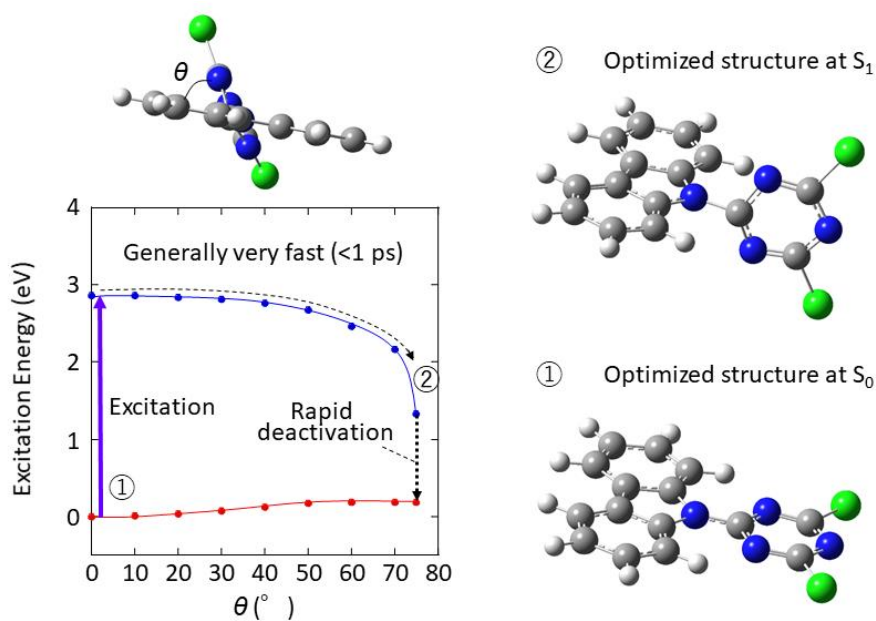 θ
Excitation Energy (eV)
4
3
2
1
0
Generally very fast (<1 ps)
Excitation
①
②
Rapid
deactivation
0 10 20 30 40 50 60 70 80
θ (° )
② Optimized structure at S₁
① Optimized structure at S₀